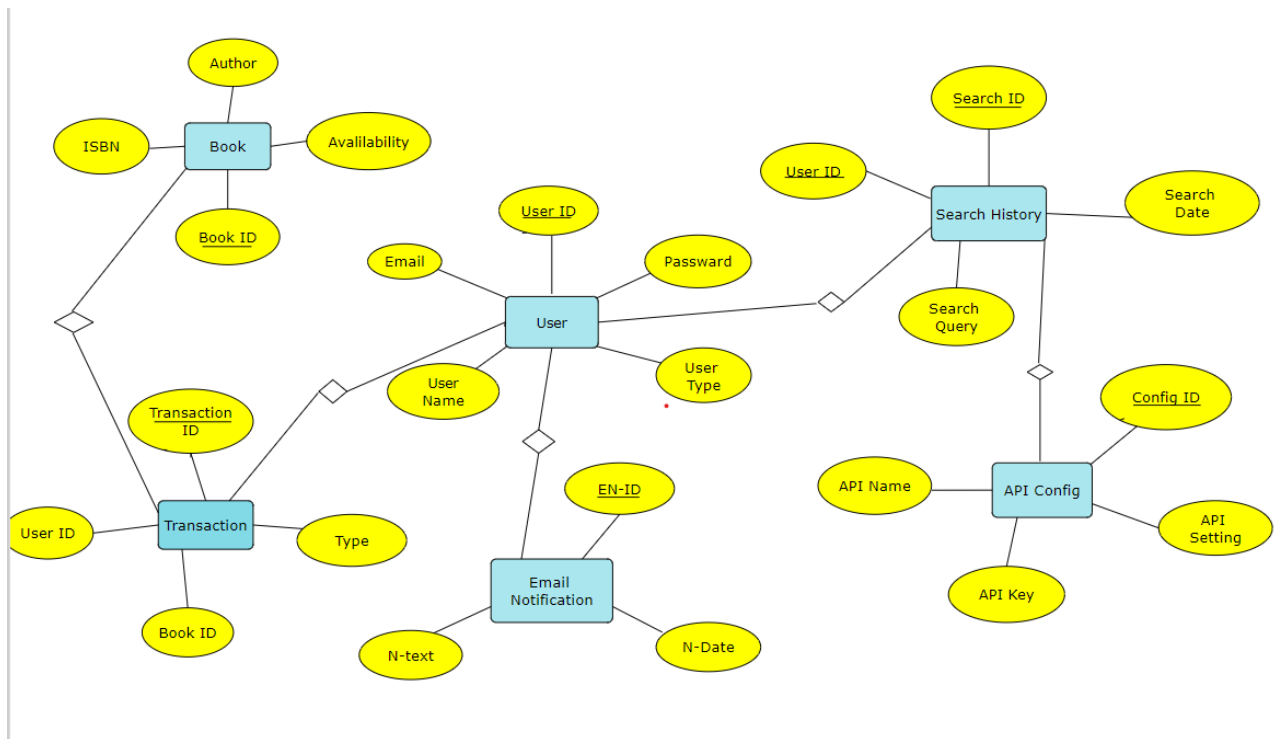 Author
ISBN
Book
Avalilability
Book ID
Search ID
User ID
Search History
Search
Date
Search
Query
User ID
Email
Passward
User
User
Name
User
Type
Transaction
ID
User ID
Transaction
Type
Book ID
EN-ID
Email
Notification
N-text
N-Date
Config ID
API Name
API Config
API
Setting
API Key